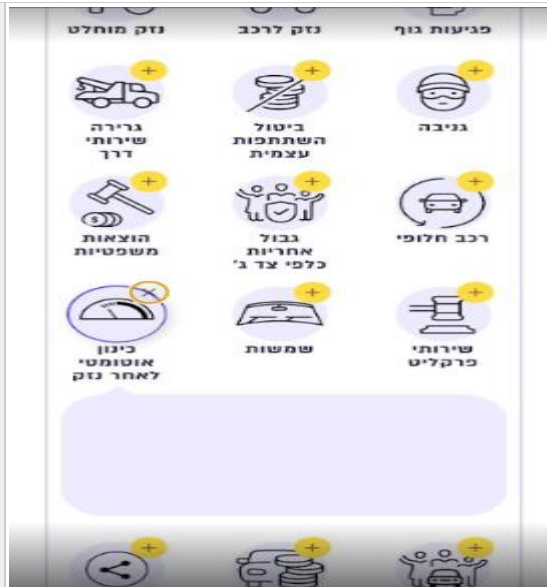 פגיעות גוף
נזק לרכב
נזק מוחלט
גניבה
ביטול
השתתפות
עצמית
גרירה
שירותי
דרך
רכב חלופי
גבול
אחריות
כלפי צד ג'
הוצאות
משפטיות
שירותי
פרקליט
שמשות
כינון
אוטומטי
לאחר נזק